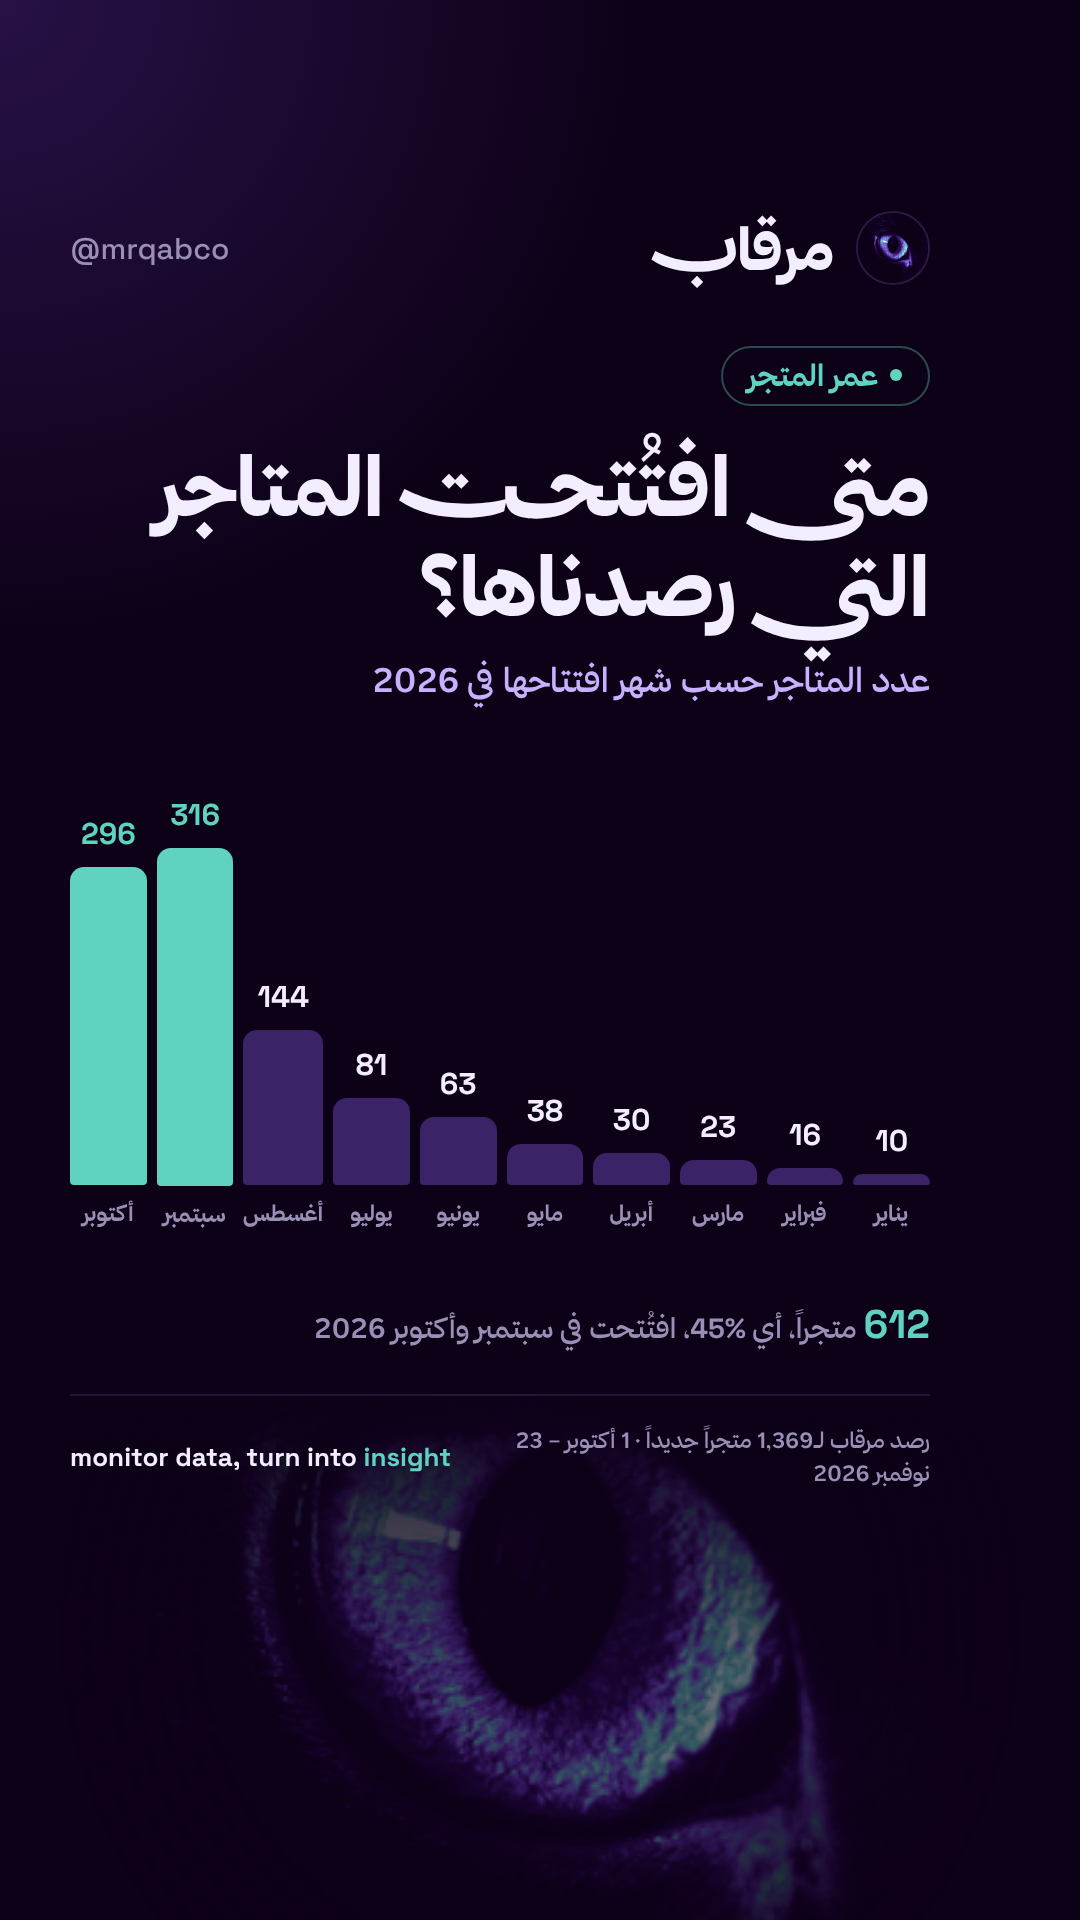 مرقاب
@mrqabco
عمر المتجر
متى افتُتحت المتاجر
التي رصدناها؟
عدد المتاجر حسب شهر افتتاحها في 2026
10
16
23
30
38
63
81
144
316
296
يناير
فبراير
مارس
أبريل
مايو
يونيو
يوليو
أغسطس
سبتمبر
أكتوبر
612 متجراً، أي 45%، افتُتحت في سبتمبر وأكتوبر 2026
رصد مرقاب لـ1,369 متجراً جديداً · 1 أكتوبر – 23
نوفمبر 2026
monitor data, turn into insight